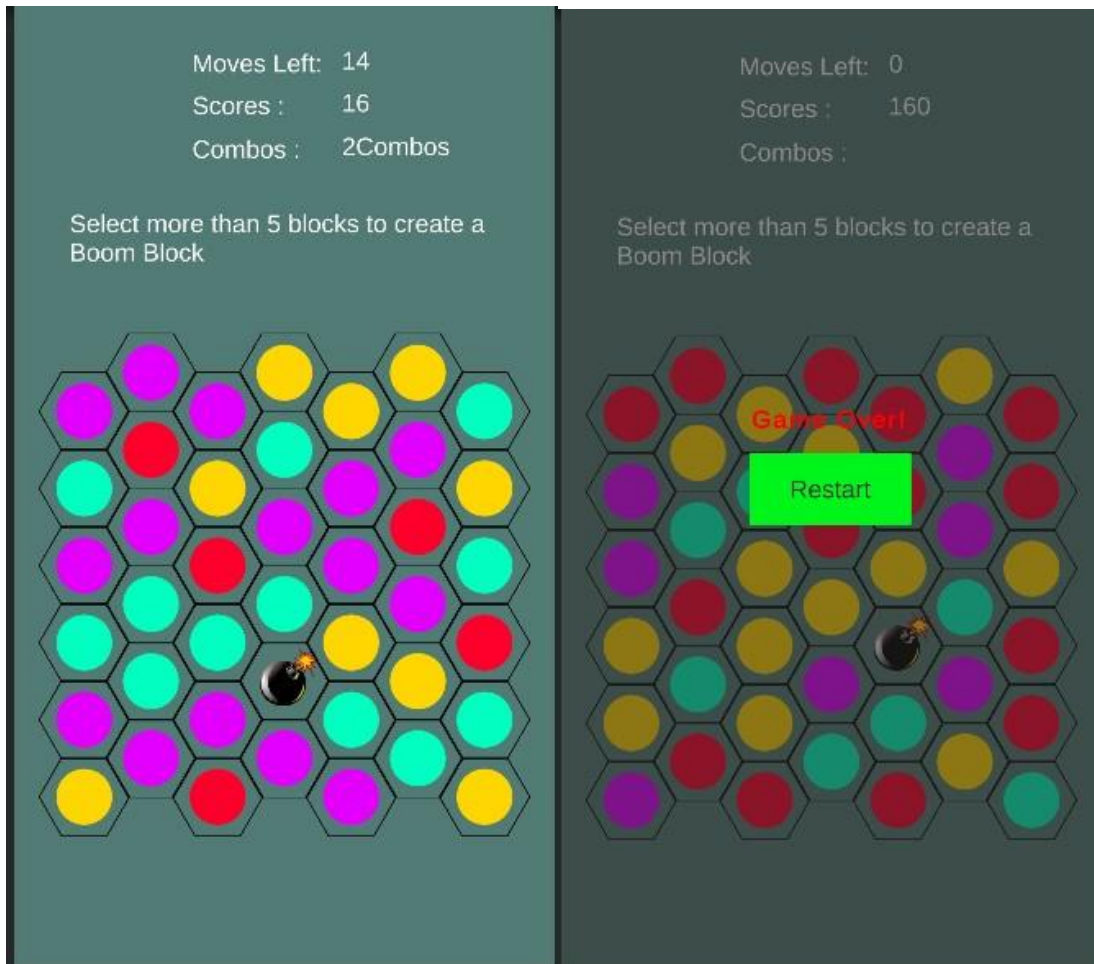 Moves Left: 14
Scores : 16
Combos : 2Combos
Select more than 5 blocks to create a
Boom Block
Moves Left: 0
Scores : 160
Combos :
Select more than 5 blocks to create a
Boom Block
Game Over!
Restart